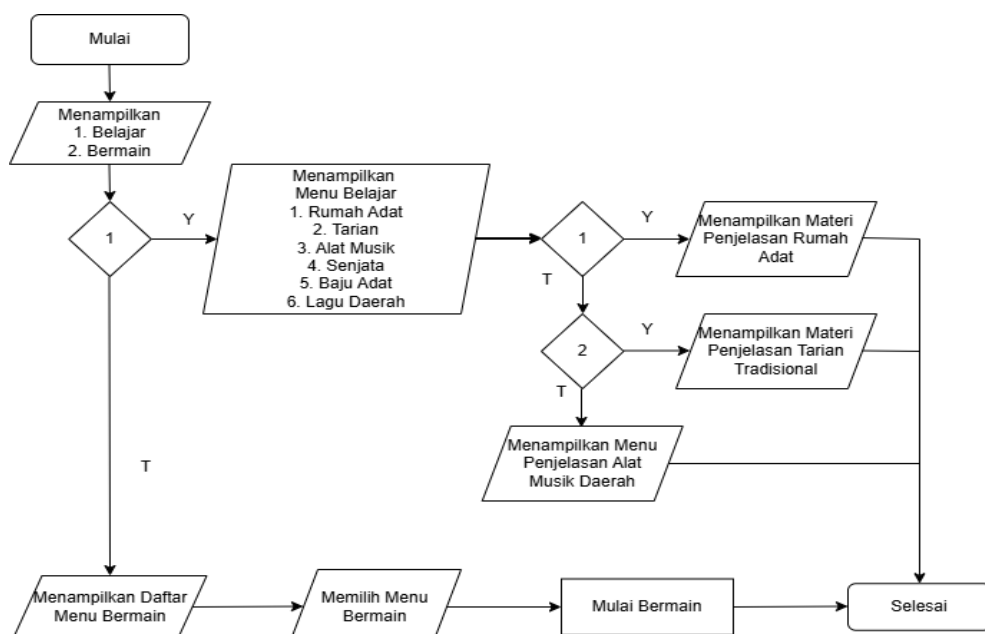 Mulai
Menampilkan
1. Belajar
2. Bermain
1
Y
Menampilkan
Menu Belajar
1. Rumah Adat
2. Tarian
3. Alat Musik
4. Senjata
5. Baju Adat
6. Lagu Daerah
1
Y
Menampilkan Materi
Penjelasan Rumah
Adat
T
2
Y
Menampilkan Materi
Penjelasan Tarian
Tradisional
T
Menampilkan Menu
Penjelasan Alat
Musik Daerah
T
Menampilkan Daftar
Menu Bermain
Memilih Menu
Bermain
Mulai Bermain
Selesai